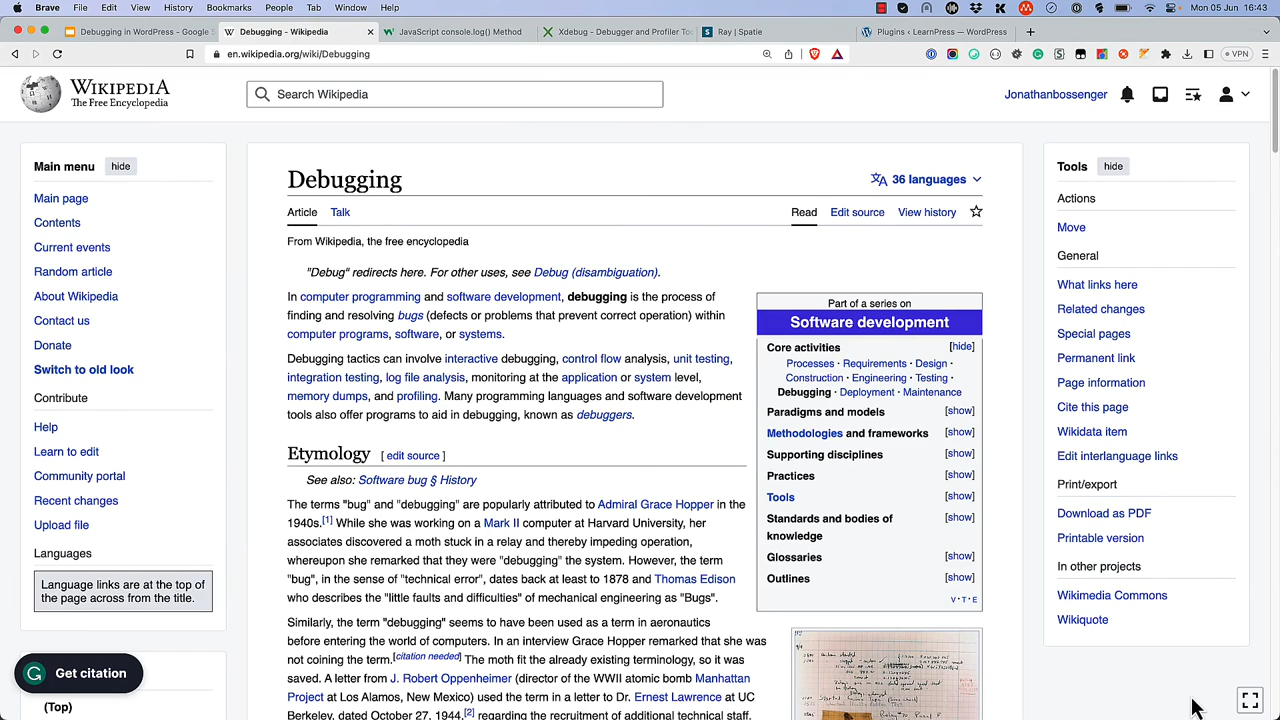 Brave File Edit View History Bookmarks People Tab Window Help Mon 05 Jun 16:43
Debugging in WordPress - Google S Debugging - Wikipedia JavaScript console.log() Method Xdebug - Debugger and Profiler To Ray | Spatie Plugins ‹ LearnPress — WordPress
en.wikipedia.org/wiki/Debugging VPN
WIKIPEDIA
The Free Encyclopedia
Search Wikipedia
Jonathanbossenger
Main menu hide
Main page
Contents
Current events
Random article
About Wikipedia
Contact us
Donate
Switch to old look
Contribute
Help
Learn to edit
Community portal
Recent changes
Upload file
Languages
Language links are at the top of
the page across from the title.
Get citation
(Top)
Debugging
36 languages
Article Talk Read Edit source View history
From Wikipedia, the free encyclopedia
"Debug" redirects here. For other uses, see Debug (disambiguation).
In computer programming and software development, debugging is the process of
finding and resolving bugs (defects or problems that prevent correct operation) within
computer programs, software, or systems.
Debugging tactics can involve interactive debugging, control flow analysis, unit testing,
integration testing, log file analysis, monitoring at the application or system level,
memory dumps, and profiling. Many programming languages and software development
tools also offer programs to aid in debugging, known as debuggers.
Etymology [ edit source ]
See also: Software bug § History
The terms "bug" and "debugging" are popularly attributed to Admiral Grace Hopper in the
1940s.[1] While she was working on a Mark II computer at Harvard University, her
associates discovered a moth stuck in a relay and thereby impeding operation,
whereupon she remarked that they were "debugging" the system. However, the term
"bug", in the sense of "technical error", dates back at least to 1878 and Thomas Edison
who describes the "little faults and difficulties" of mechanical engineering as "Bugs".
Similarly, the term "debugging" seems to have been used as a term in aeronautics
before entering the world of computers. In an interview Grace Hopper remarked that she was
not coining the term.[citation needed] The moth fit the already existing terminology, so it was
saved. A letter from J. Robert Oppenheimer (director of the WWII atomic bomb Manhattan
Project at Los Alamos, New Mexico) used the term in a letter to Dr. Ernest Lawrence at UC
Berkeley, dated October 27, 1944,[2] regarding the recruitment of additional technical staff.
Part of a series on
Software development
Core activities [hide]
Processes · Requirements · Design ·
Construction · Engineering · Testing ·
Debugging · Deployment · Maintenance
Paradigms and models [show]
Methodologies and frameworks [show]
Supporting disciplines [show]
Practices [show]
Tools [show]
Standards and bodies of [show]
knowledge
Glossaries [show]
Outlines [show]
V · T · E
Tools hide
Actions
Move
General
What links here
Related changes
Special pages
Permanent link
Page information
Cite this page
Wikidata item
Edit interlanguage links
Print/export
Download as PDF
Printable version
In other projects
Wikimedia Commons
Wikiquote